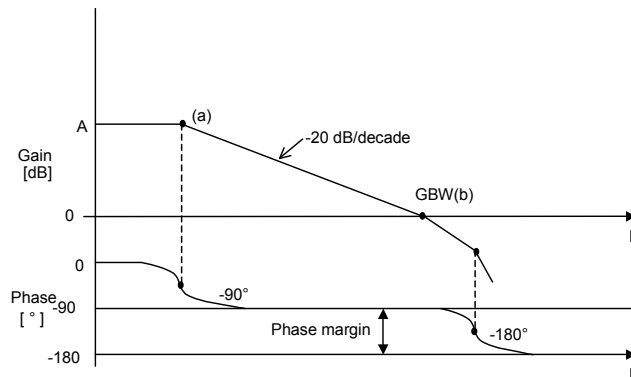 A
(a)
-20 dB/decade
Gain
[dB]
GBW(b)
0
0
Phase
[ ° ]
-90°
-90
Phase margin
-180°
-180